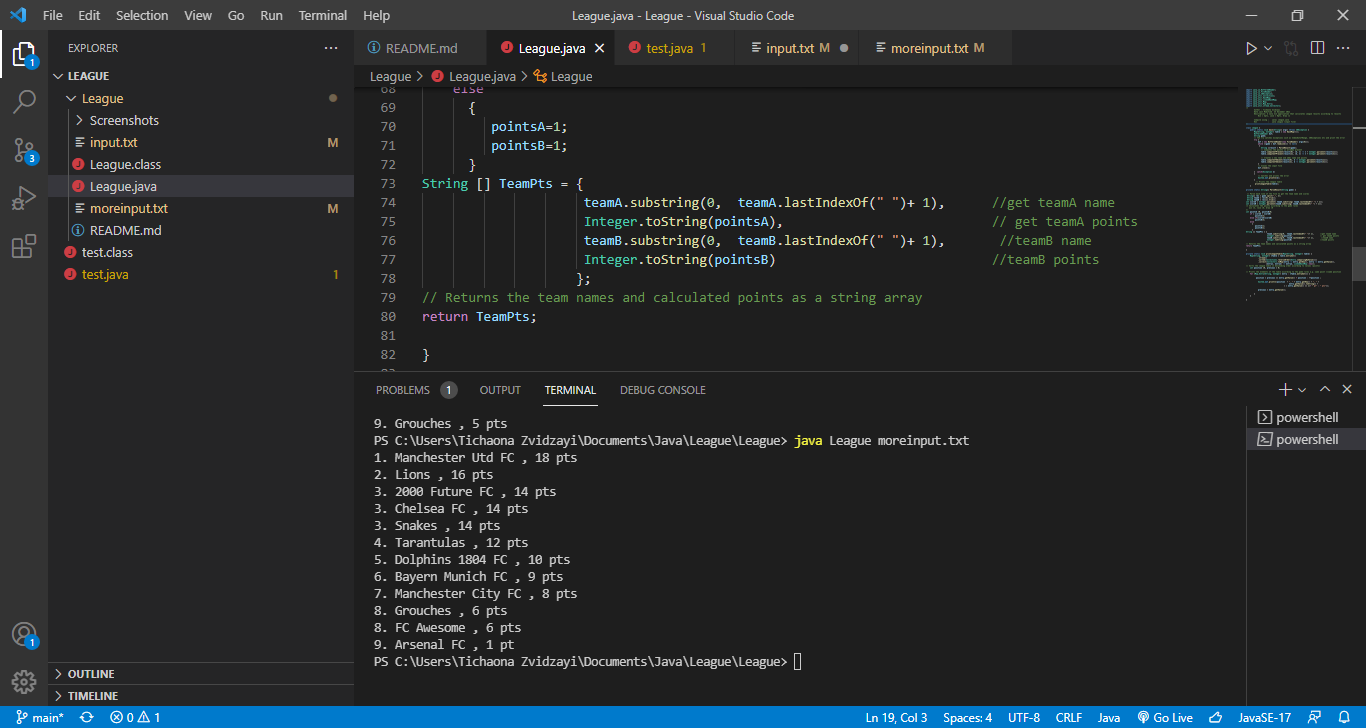 File Edit Selection View Go Run Terminal Help League.java - League - Visual Studio Code
EXPLORER
LEAGUE
League
Screenshots
input.txt M
League.class
League.java
moreinput.txt M
README.md
test.class
test.java 1
OUTLINE
TIMELINE
1
3
1
README.md League.java test.java 1 input.txt M moreinput.txt M
League > League.java > League
68 else
69 {
70 pointsA=1;
71 pointsB=1;
72 }
73 String [] TeamPts = {
74 teamA.substring(0, teamA.lastIndexOf(" ")+ 1), //get teamA name
75 Integer.toString(pointsA), // get teamA points
76 teamB.substring(0, teamB.lastIndexOf(" ")+ 1), //teamB name
77 Integer.toString(pointsB) //teamB points
78 };
79 // Returns the team names and calculated points as a string array
80 return TeamPts;
81
82 }
PROBLEMS 1 OUTPUT TERMINAL DEBUG CONSOLE
9. Grouches , 5 pts
PS C:\Users\Tichaona Zvidzayi\Documents\Java\League\League> java League moreinput.txt
1. Manchester Utd FC , 18 pts
2. Lions , 16 pts
3. 2000 Future FC , 14 pts
3. Chelsea FC , 14 pts
3. Snakes , 14 pts
4. Tarantulas , 12 pts
5. Dolphins 1804 FC , 10 pts
6. Bayern Munich FC , 9 pts
7. Manchester City FC , 8 pts
8. Grouches , 6 pts
8. FC Awesome , 6 pts
9. Arsenal FC , 1 pt
PS C:\Users\Tichaona Zvidzayi\Documents\Java\League\League>
powershell
powershell
main* 0 1 Ln 19, Col 3 Spaces: 4 UTF-8 CRLF Java Go Live JavaSE-17